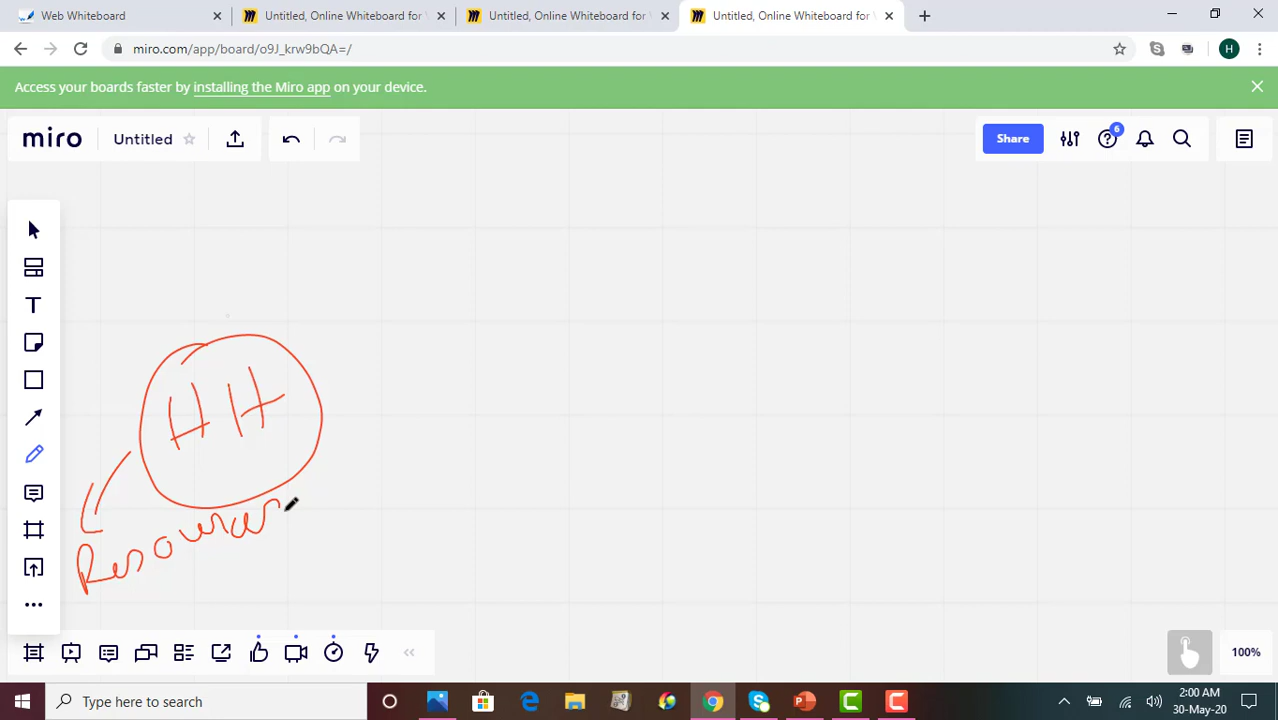 Web Whiteboard
Untitled, Online Whiteboard for
Untitled, Online Whiteboard for
Untitled, Online Whiteboard for
miro.com/app/board/o9J_krw9bQA=/
H
Access your boards faster by installing the Miro app on your device.
miro
Untitled
Share
6
T
HH
Resources
100%
Type here to search
2:00 AM
30-May-20